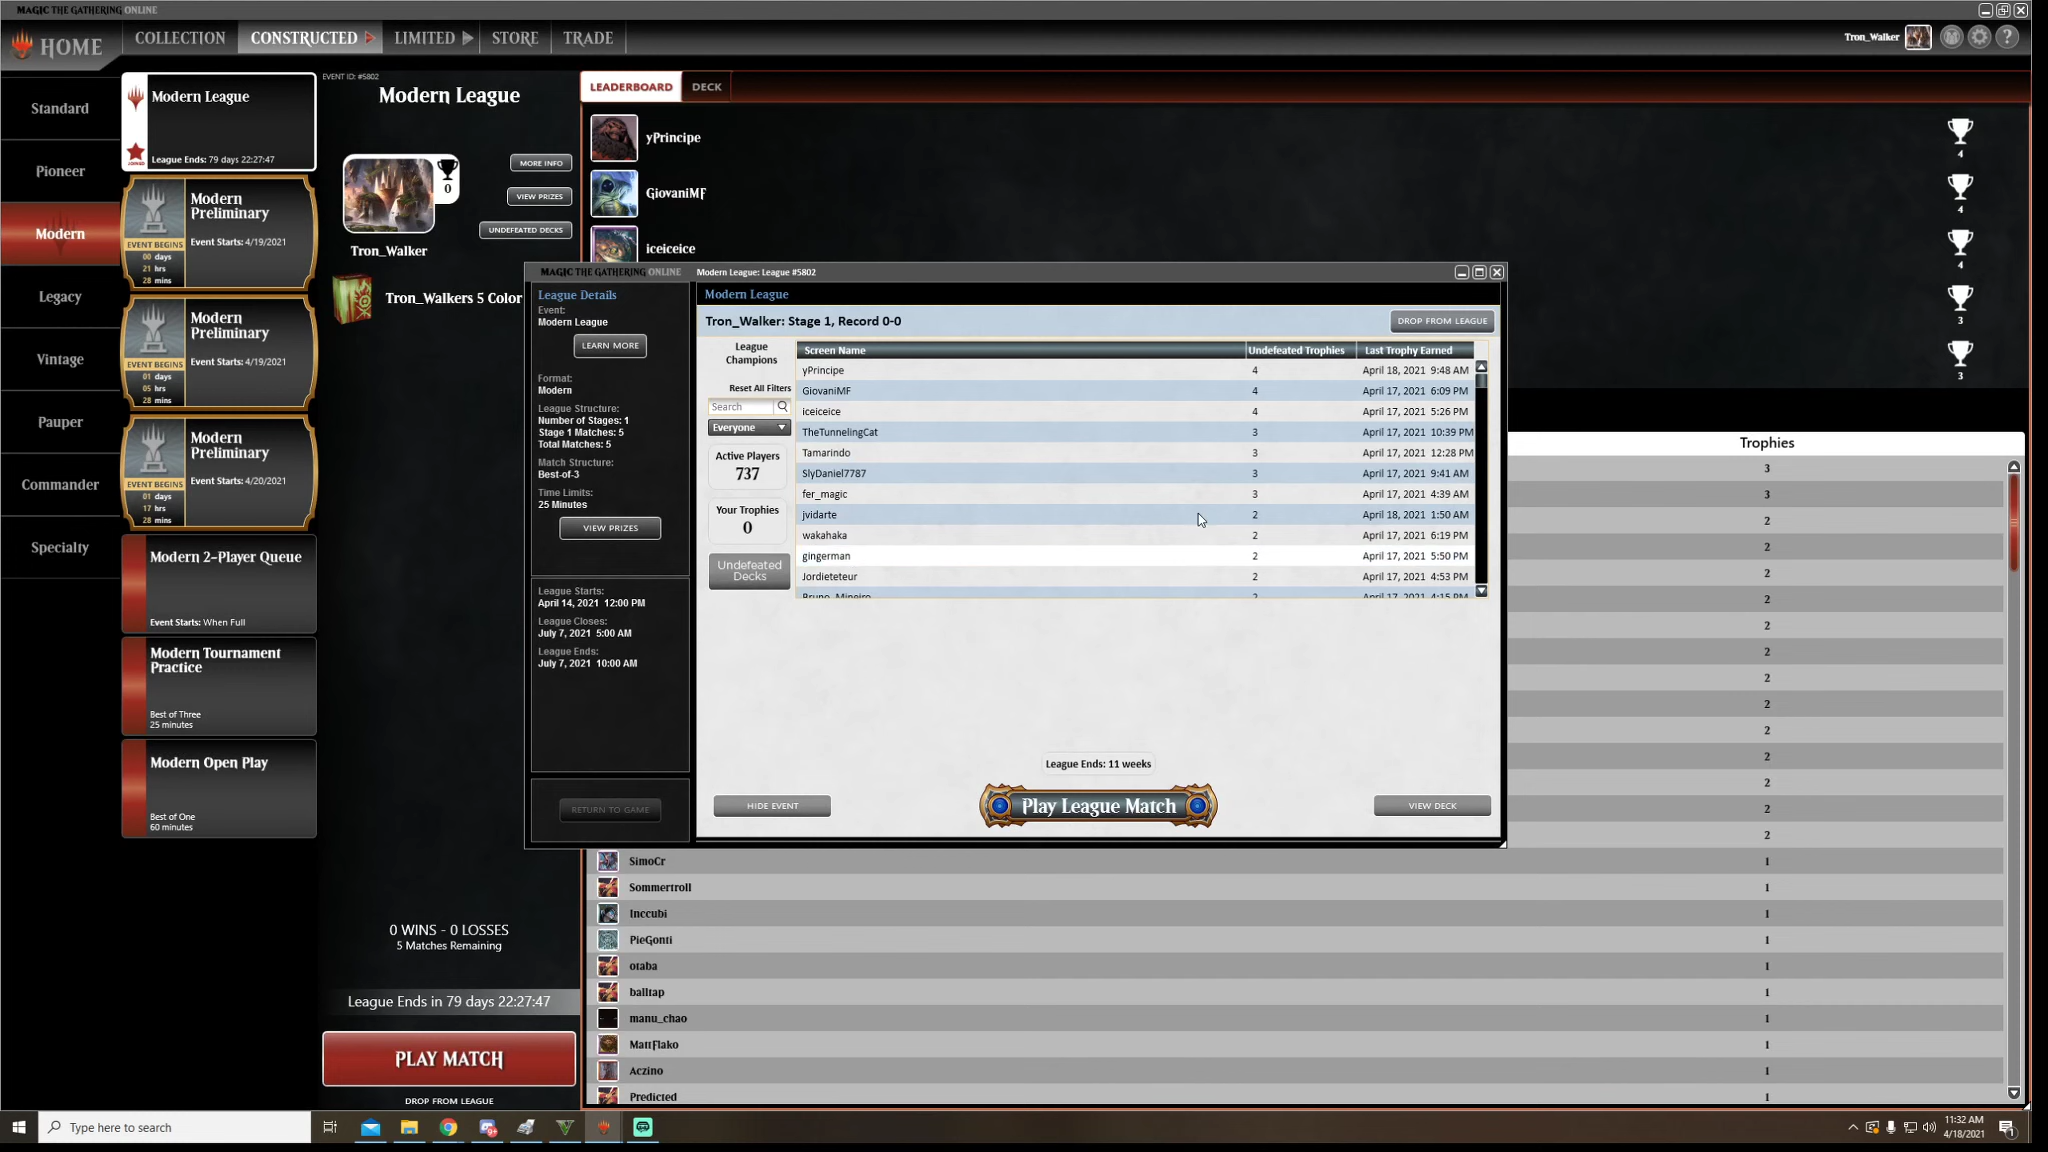 MAGIC THE GATHERING ONLINE
HOME
COLLECTION
CONSTRUCTED
LIMITED
STORE
TRADE
Tron_Walker
Standard
Pioneer
Modern
Legacy
Vintage
Pauper
Commander
Specialty
Modern League
JOINED
League Ends: 79 days 22:27:47
Modern
Preliminary
Event Starts: 4/19/2021
EVENT BEGINS
00 days
21 hrs
28 mins
Modern
Preliminary
Event Starts: 4/19/2021
EVENT BEGINS
01 days
05 hrs
28 mins
Modern
Preliminary
Event Starts: 4/20/2021
EVENT BEGINS
01 days
17 hrs
28 mins
Modern 2-Player Queue
Event Starts: When Full
Modern Tournament
Practice
Best of Three
25 minutes
Modern Open Play
Best of One
60 minutes
EVENT ID: #5802
Modern League
0
MORE INFO
VIEW PRIZES
UNDEFEATED DECKS
Tron_Walker
Tron_Walkers 5 Color
0 WINS - 0 LOSSES
5 Matches Remaining
League Ends in 79 days 22:27:47
PLAY MATCH
DROP FROM LEAGUE
LEADERBOARD
DECK
yPrincipe
4
GiovaniMF
4
iceiceice
4
3
3
MAGIC THE GATHERING ONLINE
Modern League: League #5802
League Details
Event:
Modern League
LEARN MORE
Format:
Modern
League Structure:
Number of Stages: 1
Stage 1 Matches: 5
Total Matches: 5
Match Structure:
Best-of-3
Time Limits:
25 Minutes
VIEW PRIZES
League Starts:
April 14, 2021 12:00 PM
League Closes:
July 7, 2021 5:00 AM
League Ends:
July 7, 2021 10:00 AM
RETURN TO GAME
Modern League
Tron_Walker: Stage 1, Record 0-0
DROP FROM LEAGUE
League
Champions
Reset All Filters
Search
Everyone
Active Players
737
Your Trophies
0
Undefeated
Decks
Screen Name Undefeated Trophies Last Trophy Earned
yPrincipe 4 April 18, 2021 9:48 AM
GiovaniMF 4 April 17, 2021 6:09 PM
iceiceice 4 April 17, 2021 5:26 PM
TheTunnelingCat 3 April 17, 2021 10:39 PM
Tamarindo 3 April 17, 2021 12:28 PM
SlyDaniel7787 3 April 17, 2021 9:41 AM
fer_magic 3 April 17, 2021 4:39 AM
jvidarte 2 April 18, 2021 1:50 AM
wakahaka 2 April 17, 2021 6:19 PM
gingerman 2 April 17, 2021 5:50 PM
Jordieteteur 2 April 17, 2021 4:53 PM
Bruno_Mineiro 2 April 17, 2021 4:15 PM
League Ends: 11 weeks
HIDE EVENT
Play League Match
VIEW DECK
Trophies
3
3
2
2
2
2
2
2
2
2
2
2
2
2
2
SimoCr 1
Sommertroll 1
Inccubi 1
PieGonti 1
otaba 1
balltap 1
manu_chao 1
MattFlako 1
Aczino 1
Predicted 1
Type here to search
11:32 AM
4/18/2021